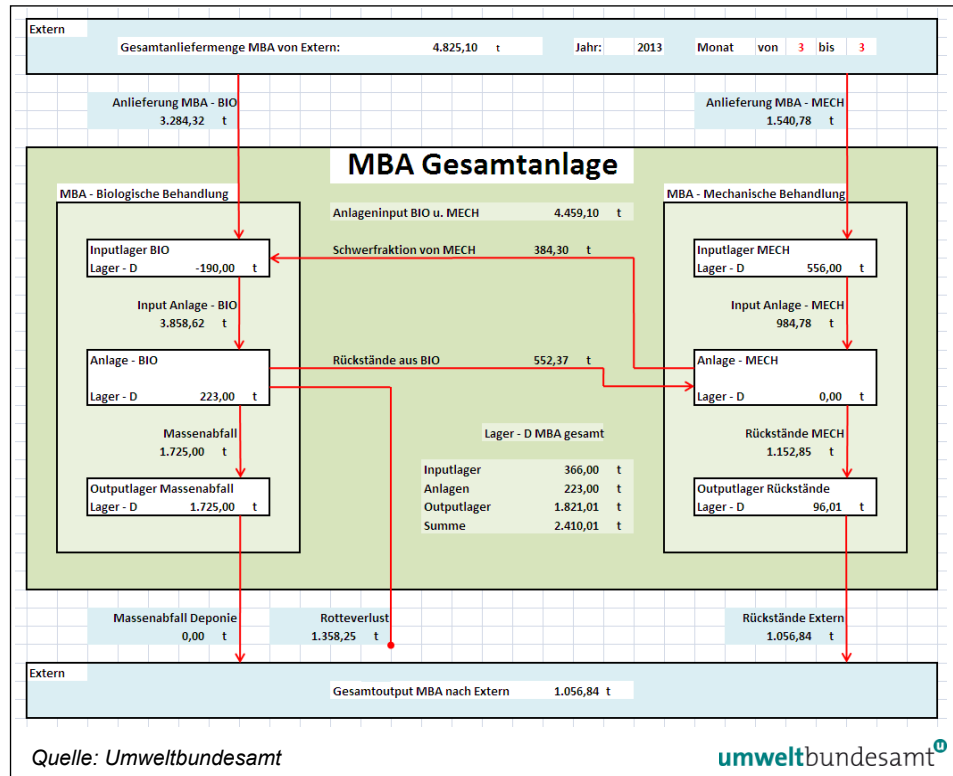 Extern
Gesamtanliefermenge MBA von Extern: 4.825,10 t Jahr: 2013 Monat von 3 bis 3
Anlieferung MBA - BIO
3.284,32 t
Anlieferung MBA - MECH
1.540,78 t
MBA Gesamtanlage
MBA - Biologische Behandlung
MBA - Mechanische Behandlung
Anlageninput BIO u. MECH 4.459,10 t
Inputlager BIO
Lager - D -190,00 t
Schwerfraktion von MECH 384,30 t
Inputlager MECH
Lager - D 556,00 t
Input Anlage - BIO
3.858,62 t
Input Anlage - MECH
984,78 t
Anlage - BIO
Lager - D 223,00 t
Rückstände aus BIO 552,37 t
Anlage - MECH
Lager - D 0,00 t
Massenabfall
1.725,00 t
Lager - D MBA gesamt
Inputlager 366,00 t
Anlagen 223,00 t
Outputlager 1.821,01 t
Summe 2.410,01 t
Rückstände MECH
1.152,85 t
Outputlager Massenabfall
Lager - D 1.725,00 t
Outputlager Rückstände
Lager - D 96,01 t
Massenabfall Deponie
0,00 t
Rotteverlust
1.358,25 t
Rückstände Extern
1.056,84 t
Extern
Gesamtoutput MBA nach Extern 1.056,84 t
Quelle: Umweltbundesamt
umweltbundesamt